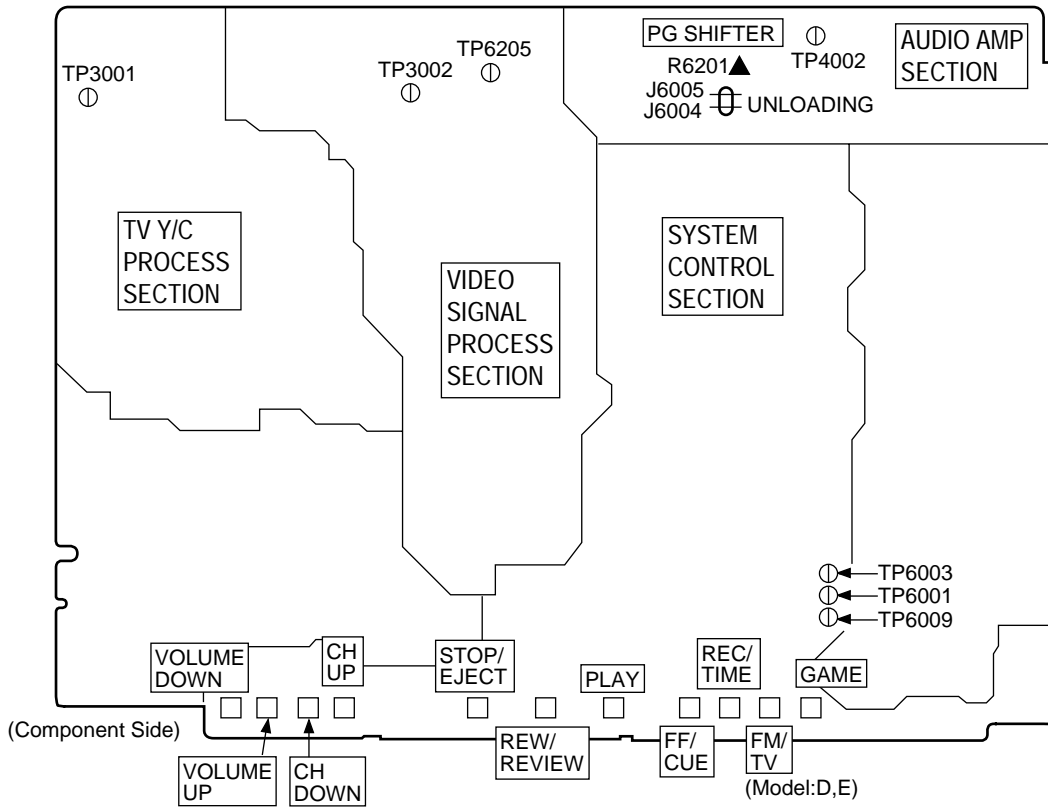 PG SHIFTER
TP4002
AUDIO AMP
SECTION
TP6205
TP3002
TP3001
R6201
J6005
J6004
UNLOADING
TV Y/C
PROCESS
SECTION
VIDEO
SIGNAL
PROCESS
SECTION
SYSTEM
CONTROL
SECTION
TP6003
TP6001
TP6009
VOLUME
DOWN
CH
UP
STOP/
EJECT
PLAY
REC/
TIME
GAME
(Component Side)
VOLUME
UP
CH
DOWN
REW/
REVIEW
FF/
CUE
FM/
TV
(Model:D,E)